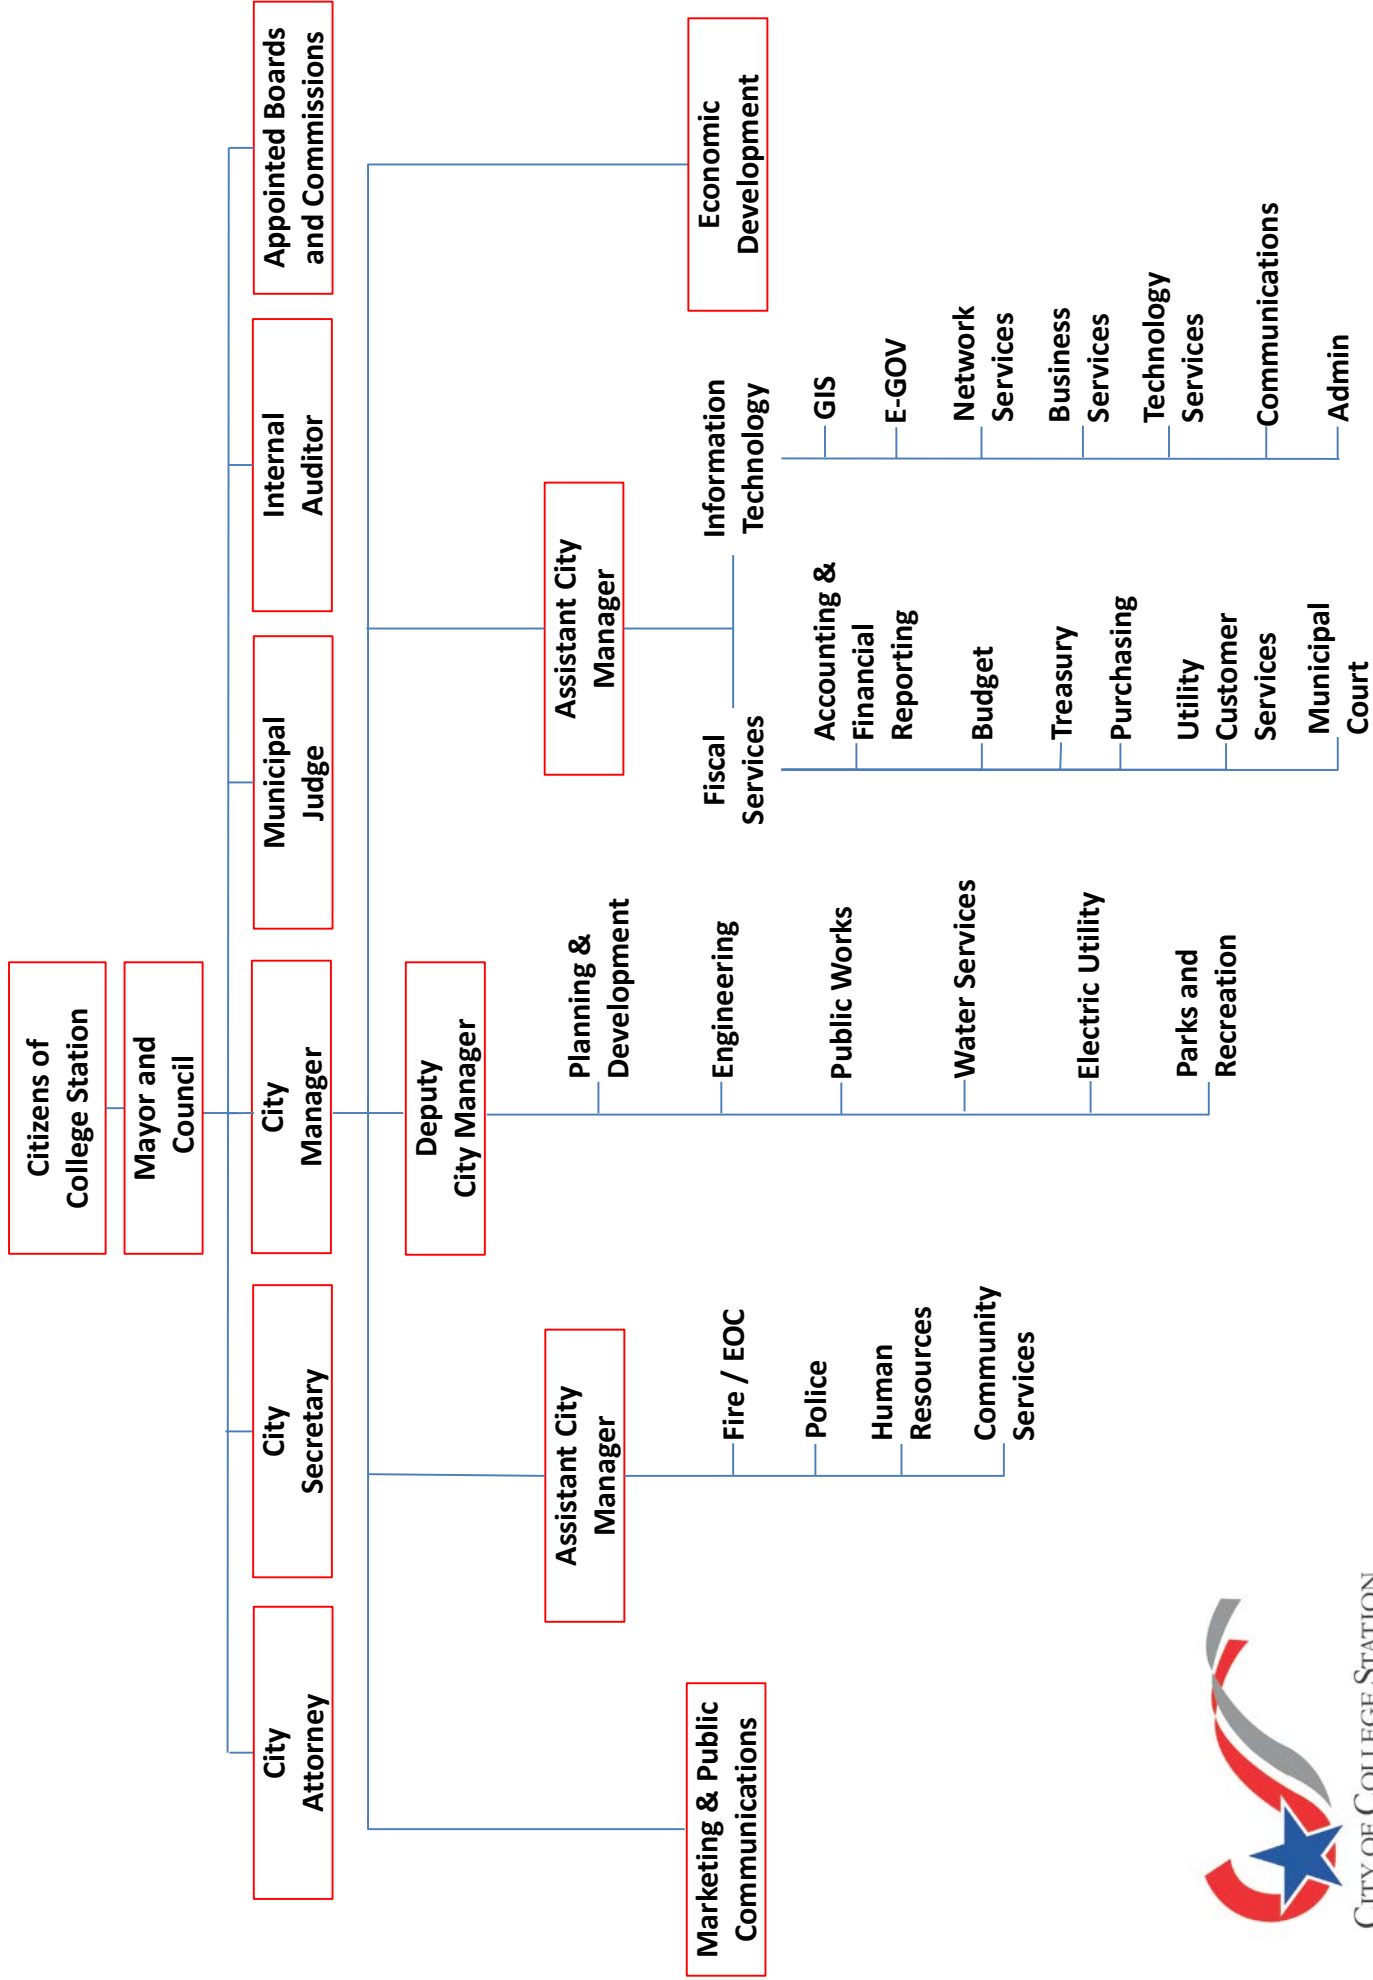 Citizens of
College Station
Mayor and
Council
City
Attorney
City
Secretary
City
Manager
Municipal
Judge
Internal
Auditor
Appointed Boards
and Commissions
Marketing & Public
Communications
Assistant City
Manager
Fire / EOC
Police
Human
Resources
Community
Services
Deputy
City Manager
Planning &
Development
Engineering
Public Works
Water Services
Electric Utility
Parks and
Recreation
Assistant City
Manager
Fiscal
Services
Accounting &
Financial
Reporting
Budget
Treasury
Purchasing
Utility
Customer
Services
Municipal
Court
Information
Technology
GIS
E-GOV
Network
Services
Business
Services
Technology
Services
Communications
Admin
Economic
Development
CITY OF COLLEGE STATION